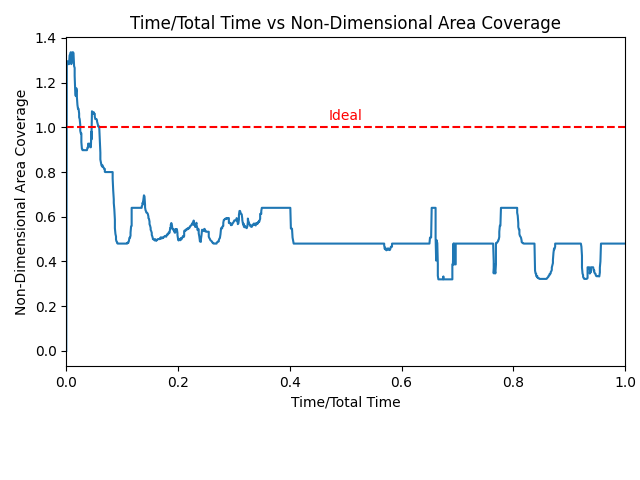 Time/Total Time vs Non-Dimensional Area Coverage
1.4
1.2
1.0
0.8
0.6
0.4
0.2
0.0
Non-Dimensional Area Coverage
Ideal
0.0 0.2 0.4 0.6 0.8 1.0
Time/Total Time